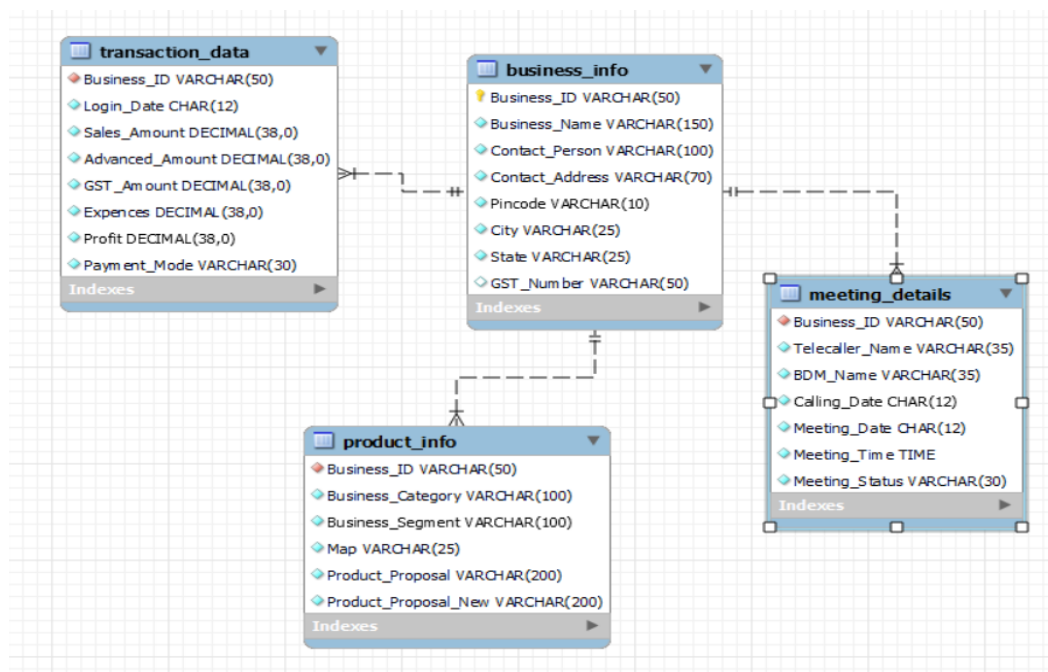 transaction_data
Business_ID VARCHAR(50)
Login_Date CHAR(12)
Sales_Amount DECIMAL(38,0)
Advanced_Amount DECIMAL(38,0)
GST_Amount DECIMAL(38,0)
Expences DECIMAL(38,0)
Profit DECIMAL(38,0)
Payment_Mode VARCHAR(30)
Indexes
business_info
Business_ID VARCHAR(50)
Business_Name VARCHAR(150)
Contact_Person VARCHAR(100)
Contact_Address VARCHAR(70)
Pincode VARCHAR(10)
City VARCHAR(25)
State VARCHAR(25)
GST_Number VARCHAR(50)
Indexes
meeting_details
Business_ID VARCHAR(50)
Telecaller_Name VARCHAR(35)
BDM_Name VARCHAR(35)
Calling_Date CHAR(12)
Meeting_Date CHAR(12)
Meeting_Time TIME
Meeting_Status VARCHAR(30)
Indexes
product_info
Business_ID VARCHAR(50)
Business_Category VARCHAR(100)
Business_Segment VARCHAR(100)
Map VARCHAR(25)
Product_Proposal VARCHAR(200)
Product_Proposal_New VARCHAR(200)
Indexes